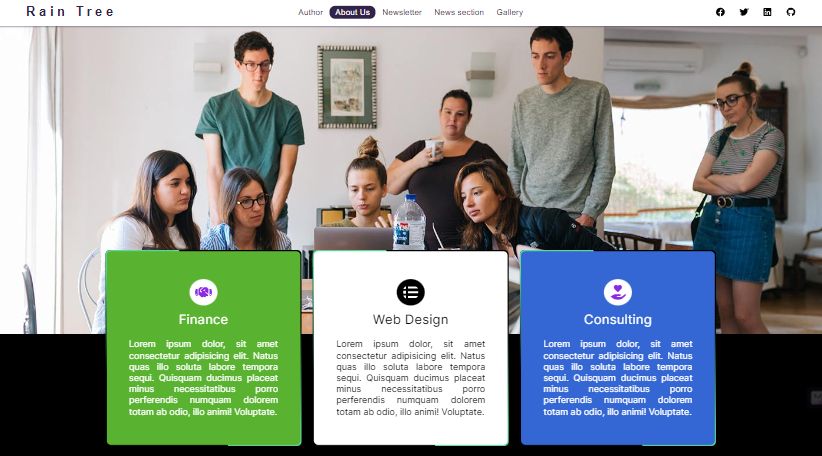 Rain Tree
Author About Us Newsletter News section Gallery
Finance
Lorem ipsum dolor, sit amet
consectetur adipisicing elit. Natus
quas illo soluta labore tempora
sequi. Quisquam ducimus placeat
minus necessitatibus porro
perferendis numquam dolorem
totam ab odio, illo animi! Voluptate.
Web Design
Lorem ipsum dolor, sit amet
consectetur adipisicing elit. Natus
quas illo soluta labore tempora
sequi. Quisquam ducimus placeat
minus necessitatibus porro
perferendis numquam dolorem
totam ab odio, illo animi! Voluptate.
Consulting
Lorem ipsum dolor, sit amet
consectetur adipisicing elit. Natus
quas illo soluta labore tempora
sequi. Quisquam ducimus placeat
minus necessitatibus porro
perferendis numquam dolorem
totam ab odio, illo animi! Voluptate.